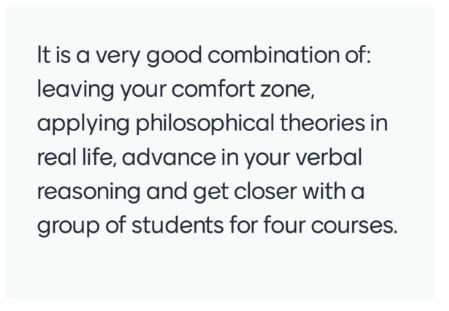 It is a very good combination of:
leaving your comfort zone,
applying philosophical theories in
real life, advance in your verbal
reasoning and get closer with a
group of students for four courses.